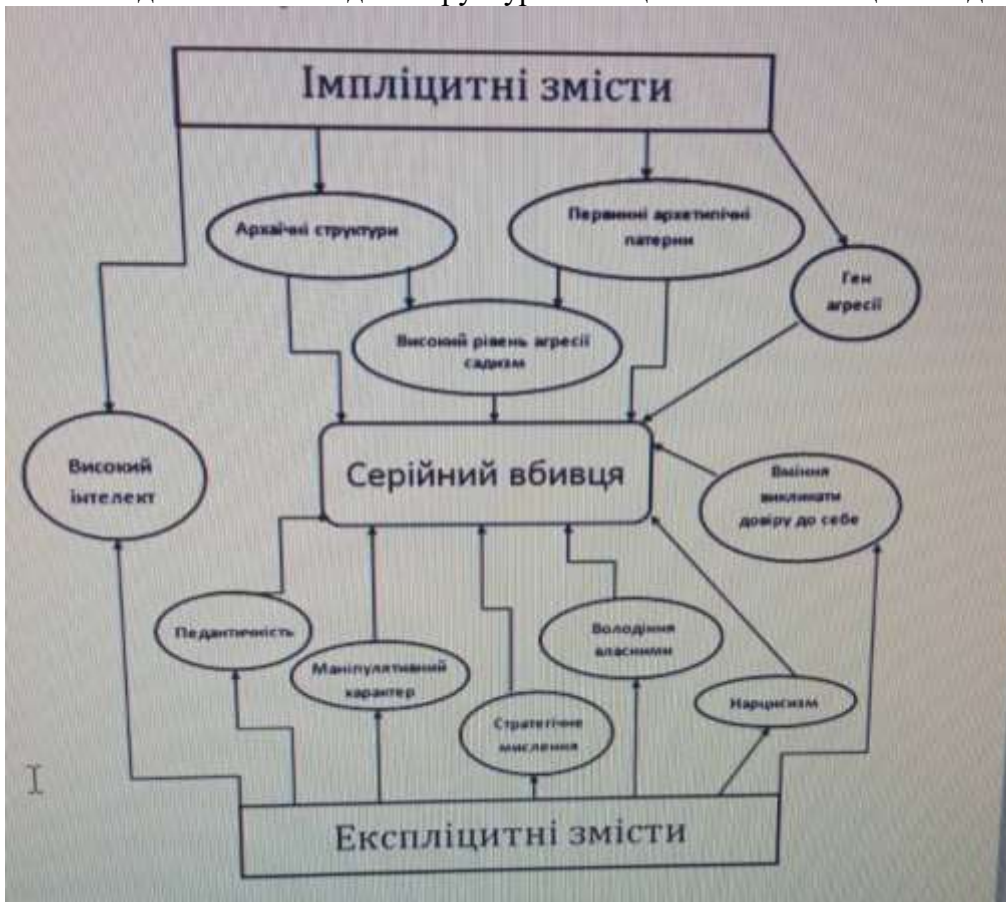 Імпліцитні змісти
Архаїчні структури
Первинні архетипічні
патерни
Ген
агресії
Високий рівень агресії
садизм
Високий
інтелект
Серійний вбивця
Вміння
викликати
довіру до себе
Педантичність
Маніпулятивний
характер
Володіння
власними
Стратегічне
мислення
Нарцисизм
Експліцитні змісти